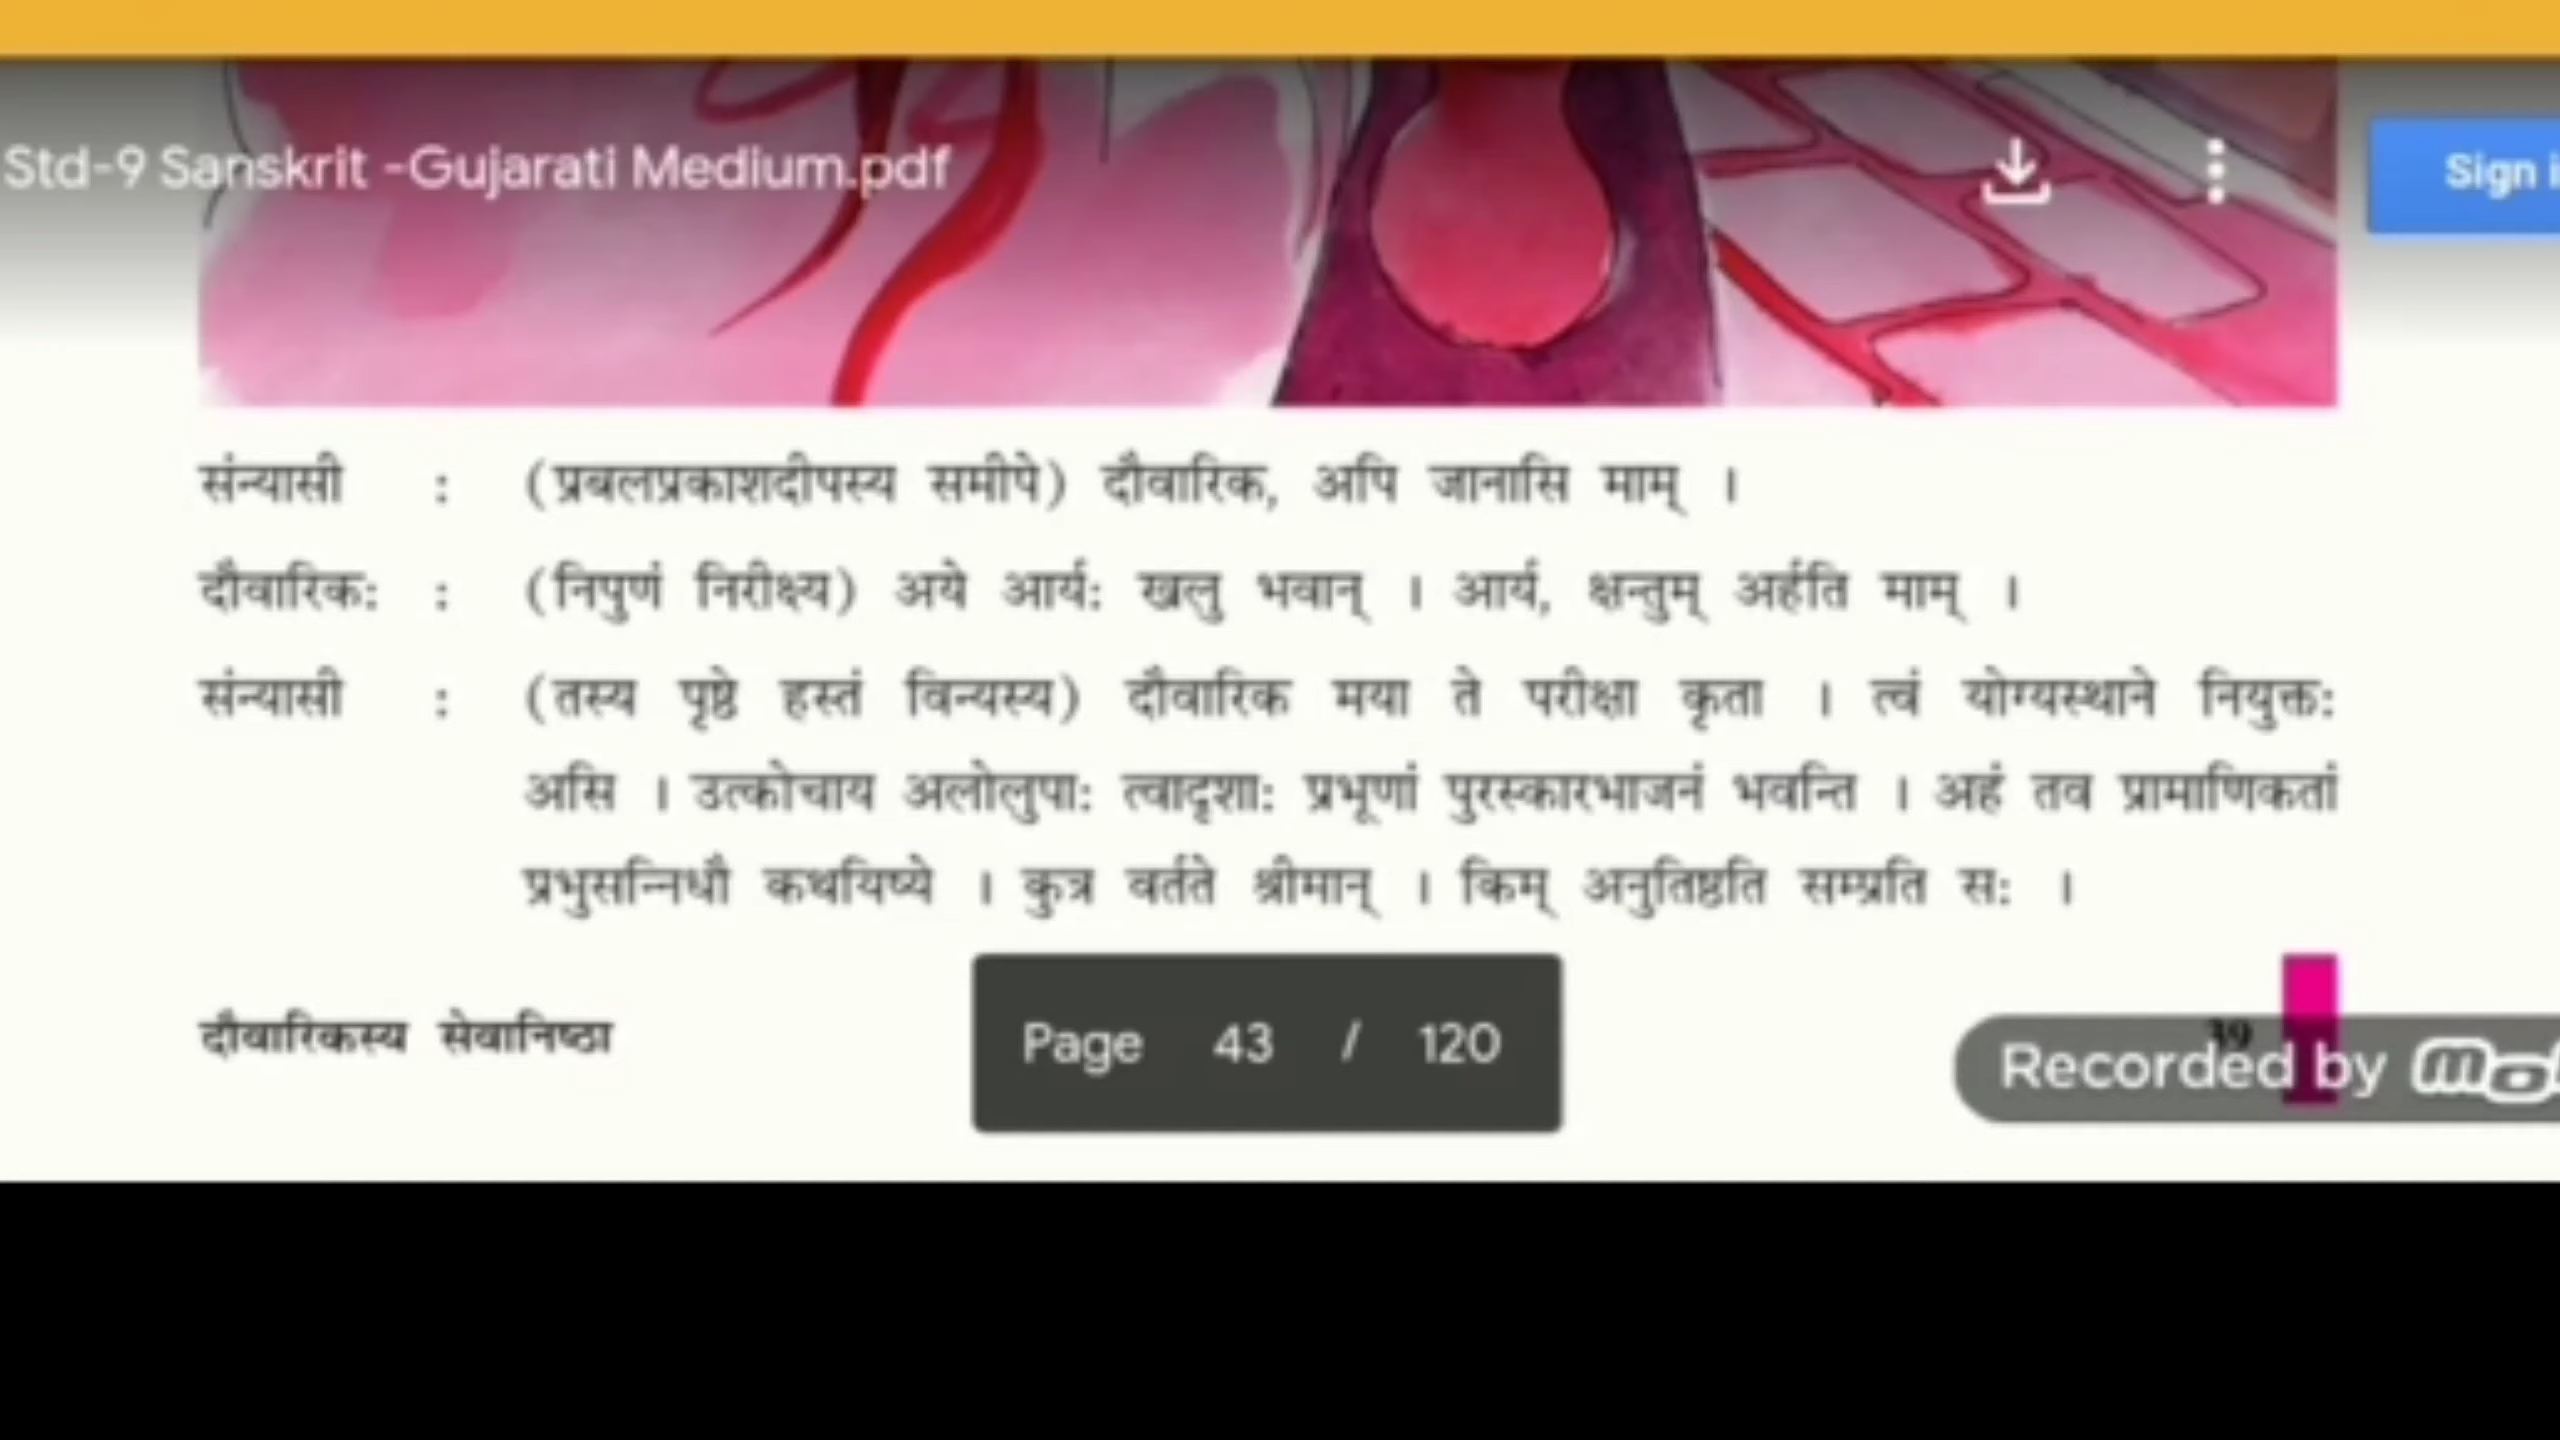 Std-9 Sanskrit -Gujarati Medium.pdf
Sign
संन्यासी : (प्रबलप्रकाशदीपस्य समीपे) दौवारिक, अपि जानासि माम् ।
दौवारिक: : (निपुणं निरीक्ष्य) अये आर्य: खलु भवान् । आर्य, क्षन्तुम् अर्हति माम् ।
संन्यासी : (तस्य पृष्ठे हस्तं विन्यस्य) दौवारिक मया ते परीक्षा कृता । त्वं योग्यस्थाने नियुक्त:
असि । उत्कोचाय अलोलुपा: त्वादृशा: प्रभूणां पुरस्कारभाजनं भवन्ति । अहं तव प्रामाणिकतां
प्रभुसन्निधौ कथयिष्ये । कुत्र वर्तते श्रीमान् । किम् अनुतिष्ठति सम्प्रति स: ।
दौवारिकस्य सेवानिष्ठा
Page 43 / 120
39
Recorded by